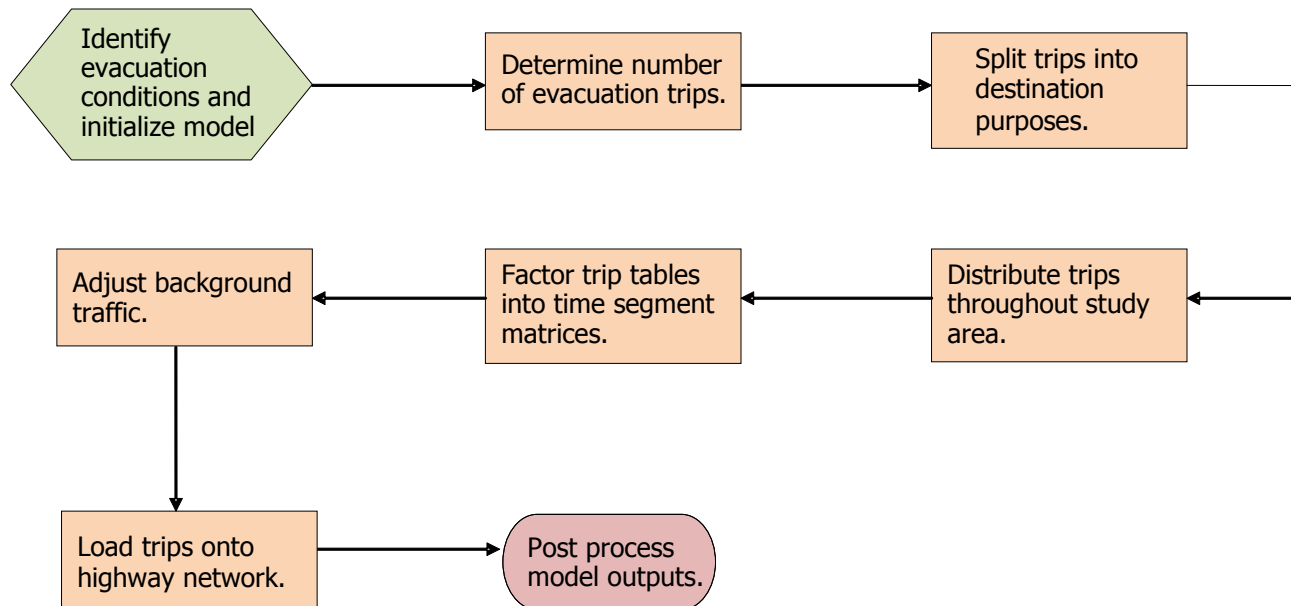 Identify
evacuation
conditions and
initialize model
Determine number
of evacuation trips.
Split trips into
destination
purposes.
Adjust background
traffic.
Factor trip tables
into time segment
matrices.
Distribute trips
throughout study
area.
Load trips onto
highway network.
Post process
model outputs.